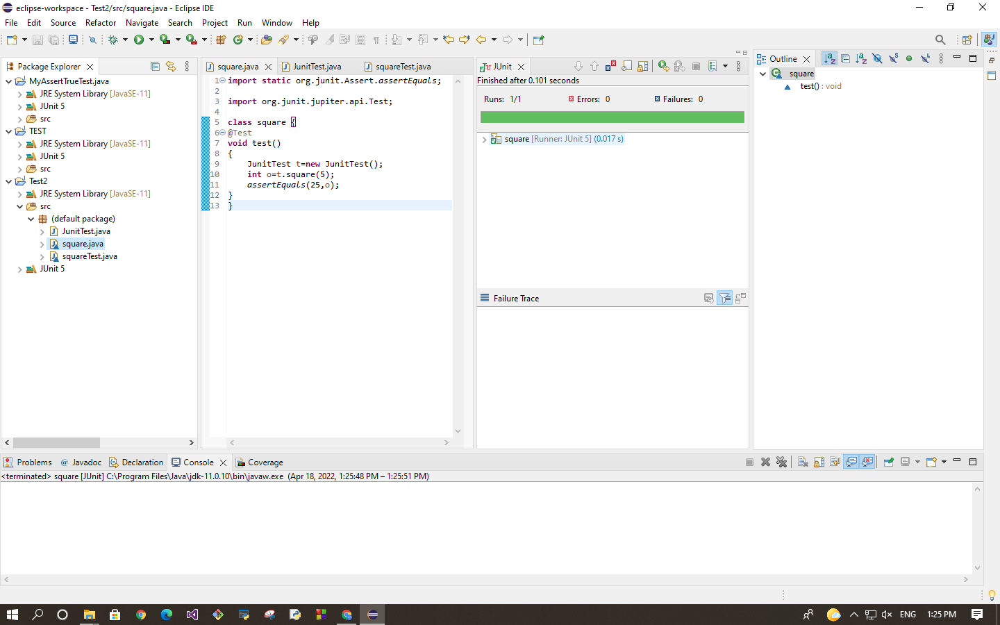 eclipse-workspace - Test2/src/square.java - Eclipse IDE
File Edit Source Refactor Navigate Search Project Run Window Help
Package Explorer
MyAssertTrueTest.java
JRE System Library [JavaSE-11]
JUnit 5
src
TEST
JRE System Library [JavaSE-11]
JUnit 5
src
Test2
JRE System Library [JavaSE-11]
src
(default package)
JunitTest.java
square.java
squareTest.java
JUnit 5
square.java JunitTest.java squareTest.java
1 import static org.junit.Assert.assertEquals;
2
3 import org.junit.jupiter.api.Test;
4
5 class square {
6 @Test
7 void test()
8 {
9 JunitTest t=new JunitTest();
10 int o=t.square(5);
11 assertEquals(25,o);
12 }
13 }
JUnit
Finished after 0.101 seconds
Runs: 1/1 Errors: 0 Failures: 0
square [Runner: JUnit 5] (0.017 s)
Failure Trace
Outline
square
test() : void
Problems @ Javadoc Declaration Console Coverage
<terminated> square [JUnit] C:\Program Files\Java\jdk-11.0.10\bin\javaw.exe (Apr 18, 2022, 1:25:48 PM – 1:25:51 PM)
ENG 1:25 PM